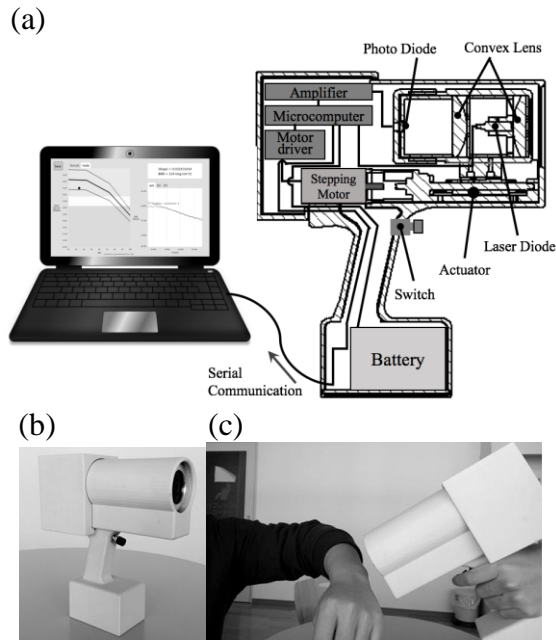 (a)
Photo Diode
Convex Lens
Amplifier
Microcomputer
Motor
driver
Stepping
Motor
Laser Diode
Actuator
Switch
Battery
Serial
Communication
(b)
(c)